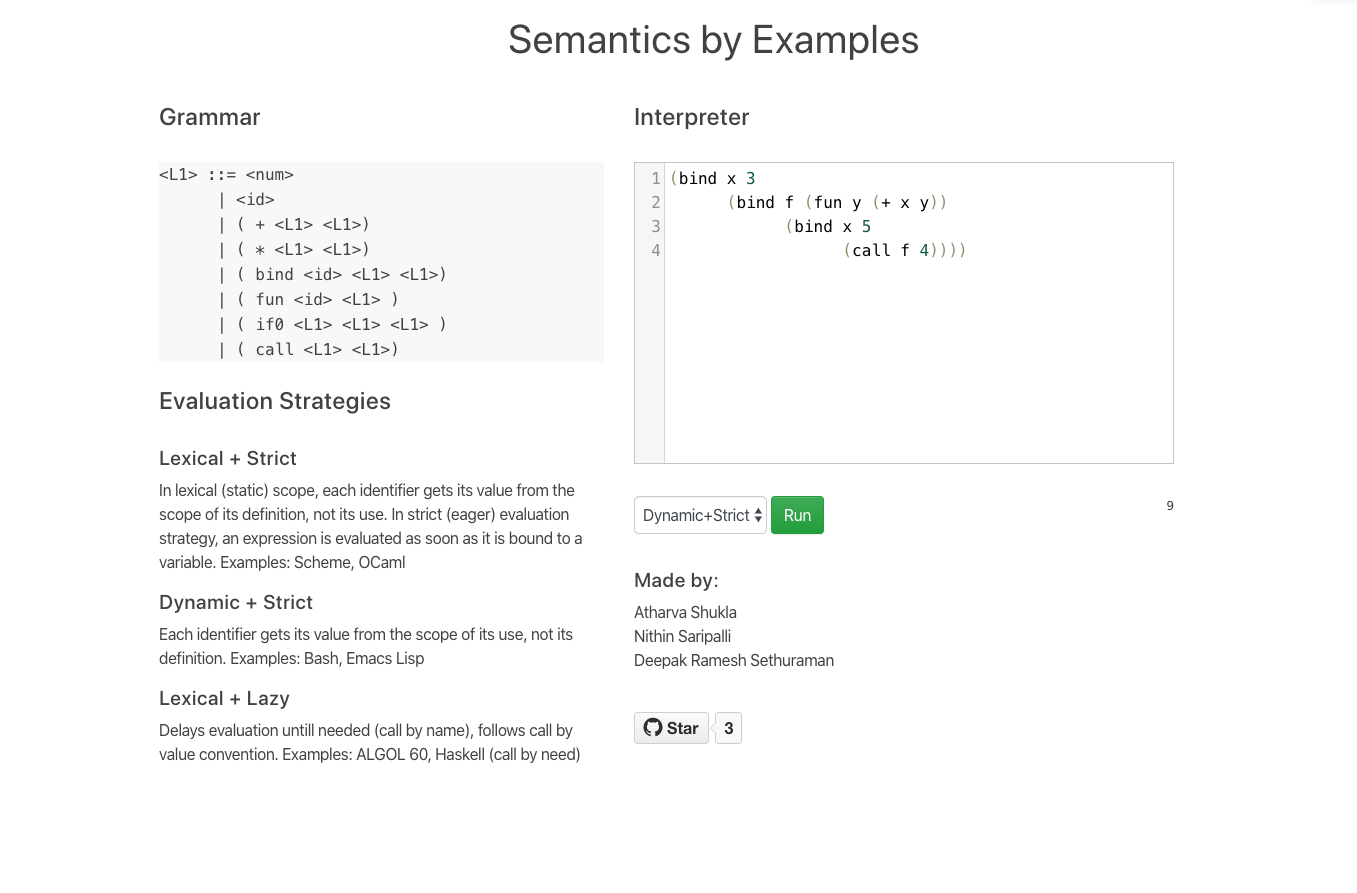 Semantics by Examples
Grammar
<L1> ::= <num>
| <id>
| ( + <L1> <L1>)
| ( * <L1> <L1>)
| ( bind <id> <L1> <L1>)
| ( fun <id> <L1> )
| ( if0 <L1> <L1> <L1> )
| ( call <L1> <L1>)
Evaluation Strategies
Lexical + Strict
In lexical (static) scope, each identifier gets its value from the
scope of its definition, not its use. In strict (eager) evaluation
strategy, an expression is evaluated as soon as it is bound to a
variable. Examples: Scheme, OCaml
Dynamic + Strict
Each identifier gets its value from the scope of its use, not its
definition. Examples: Bash, Emacs Lisp
Lexical + Lazy
Delays evaluation untill needed (call by name), follows call by
value convention. Examples: ALGOL 60, Haskell (call by need)
Interpreter
1 (bind x 3
2 (bind f (fun y (+ x y))
3 (bind x 5
4 (call f 4))))
Dynamic+Strict Run
9
Made by:
Atharva Shukla
Nithin Saripalli
Deepak Ramesh Sethuraman
Star 3